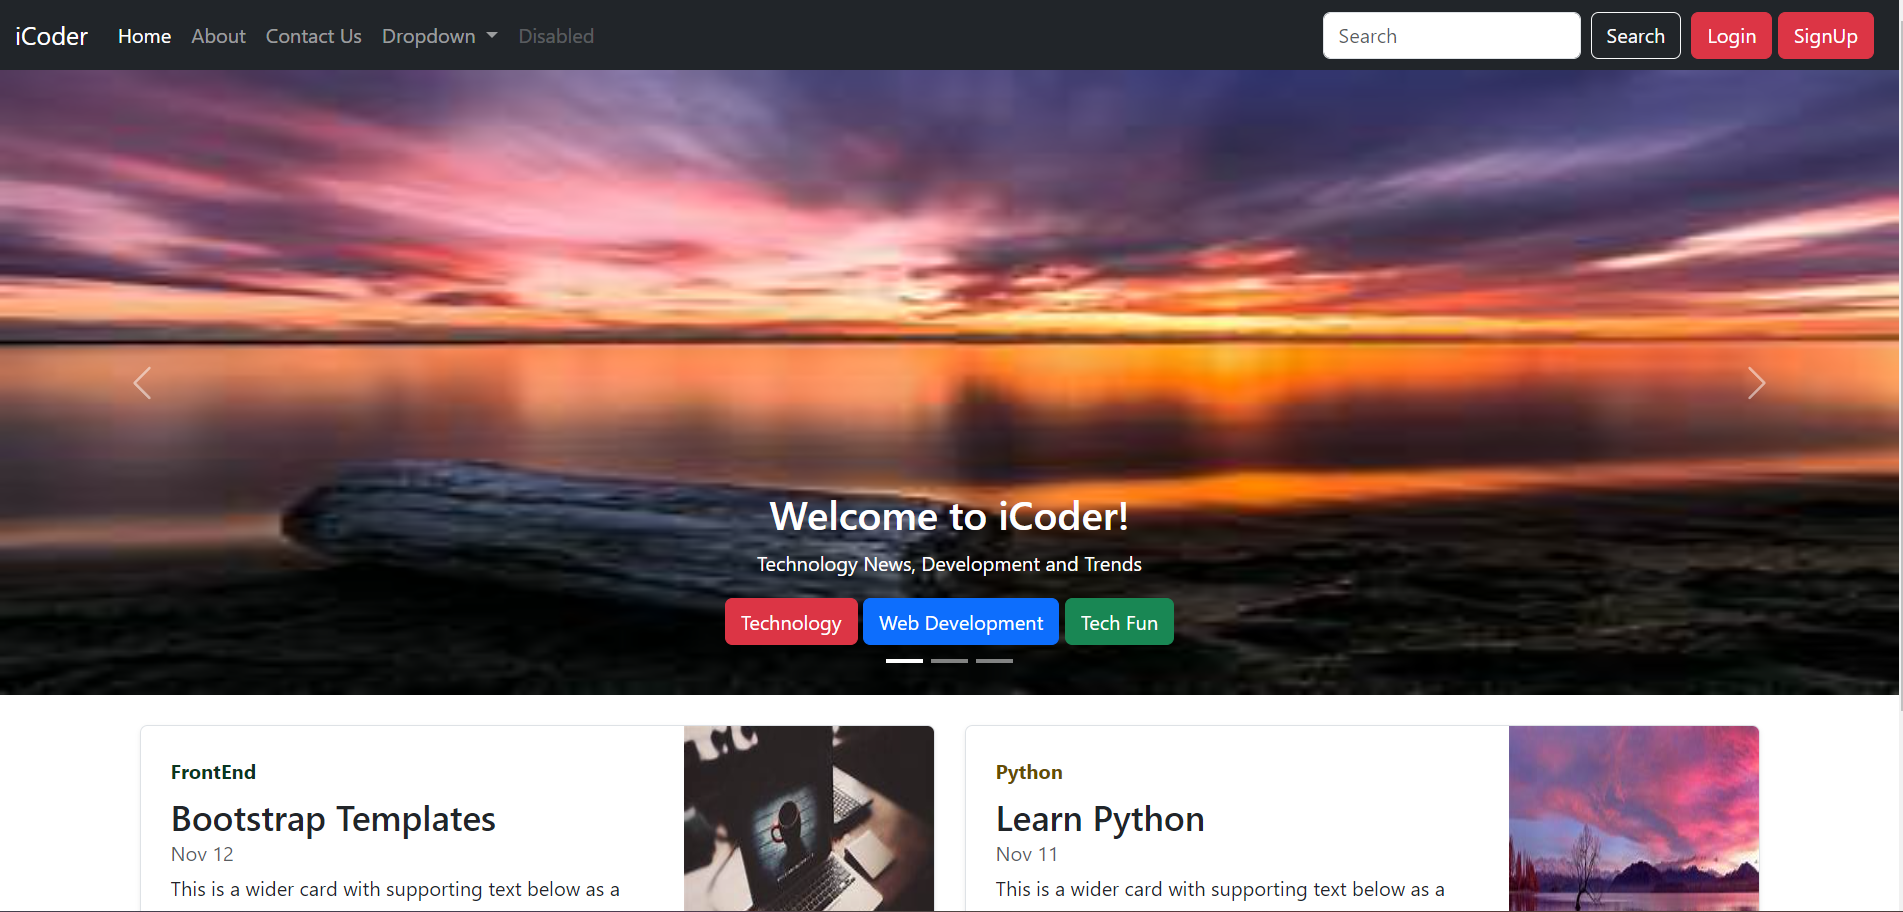 iCoder Home About Contact Us Dropdown Disabled Search Search Login SignUp
Welcome to iCoder!
Technology News, Development and Trends
Technology Web Development Tech Fun
FrontEnd
Bootstrap Templates
Nov 12
This is a wider card with supporting text below as a
Python
Learn Python
Nov 11
This is a wider card with supporting text below as a